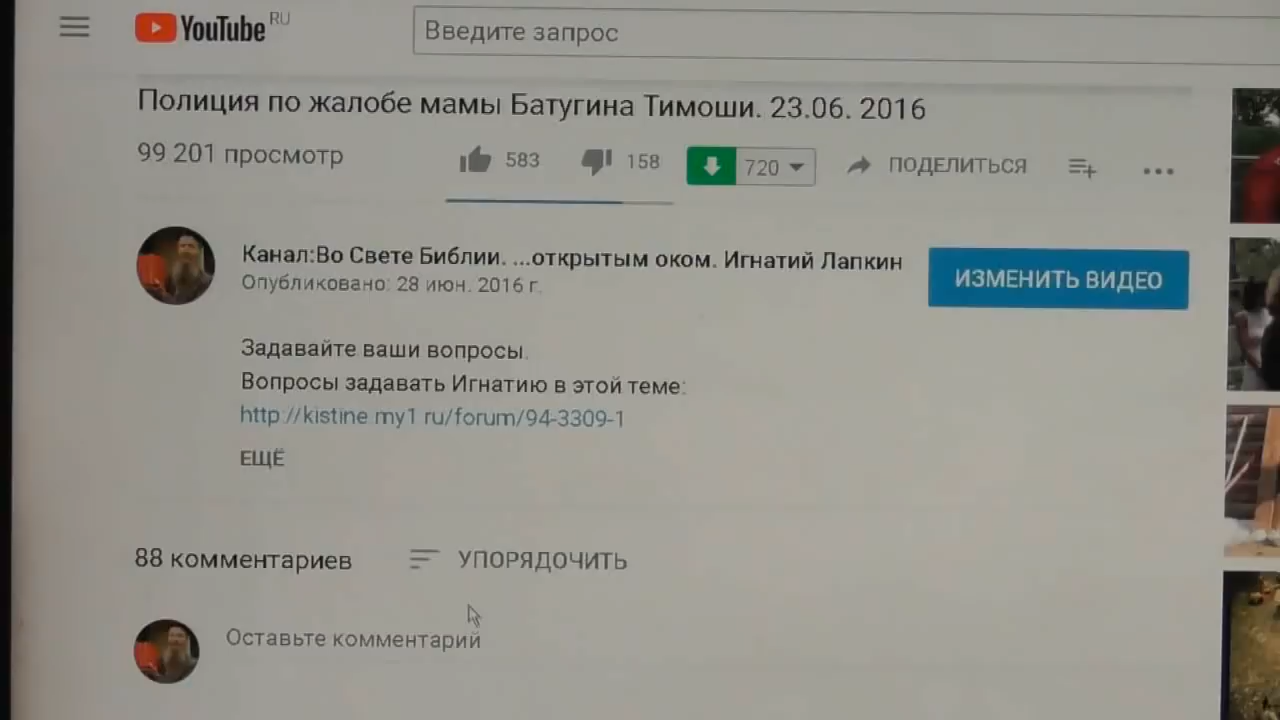 YouTube RU
Введите запрос
Полиция по жалобе мамы Батугина Тимоши. 23.06. 2016
99 201 просмотр
583
158
720
ПОДЕЛИТЬСЯ
Канал:Во Свете Библии. ...открытым оком. Игнатий Лапкин
Опубликовано: 28 июн. 2016 г.
ИЗМЕНИТЬ ВИДЕО
Задавайте ваши вопросы.
Вопросы задавать Игнатию в этой теме:
http://kistine.my1.ru/forum/94-3309-1
ЕЩЁ
88 комментариев
УПОРЯДОЧИТЬ
Оставьте комментарий